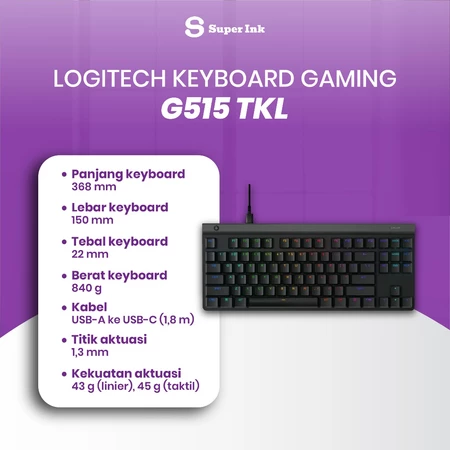 Super Ink
LOGITECH KEYBOARD GAMING
G515 TKL
Panjang keyboard
368 mm
Lebar keyboard
150 mm
Tebal keyboard
22 mm
Berat keyboard
840 g
Kabel
USB-A ke USB-C (1,8 m)
Titik aktuasi
1,3 mm
Kekuatan aktuasi
43 g (linier), 45 g (taktil)